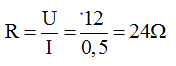 R = U/I = 12/0,5 = 24Ω